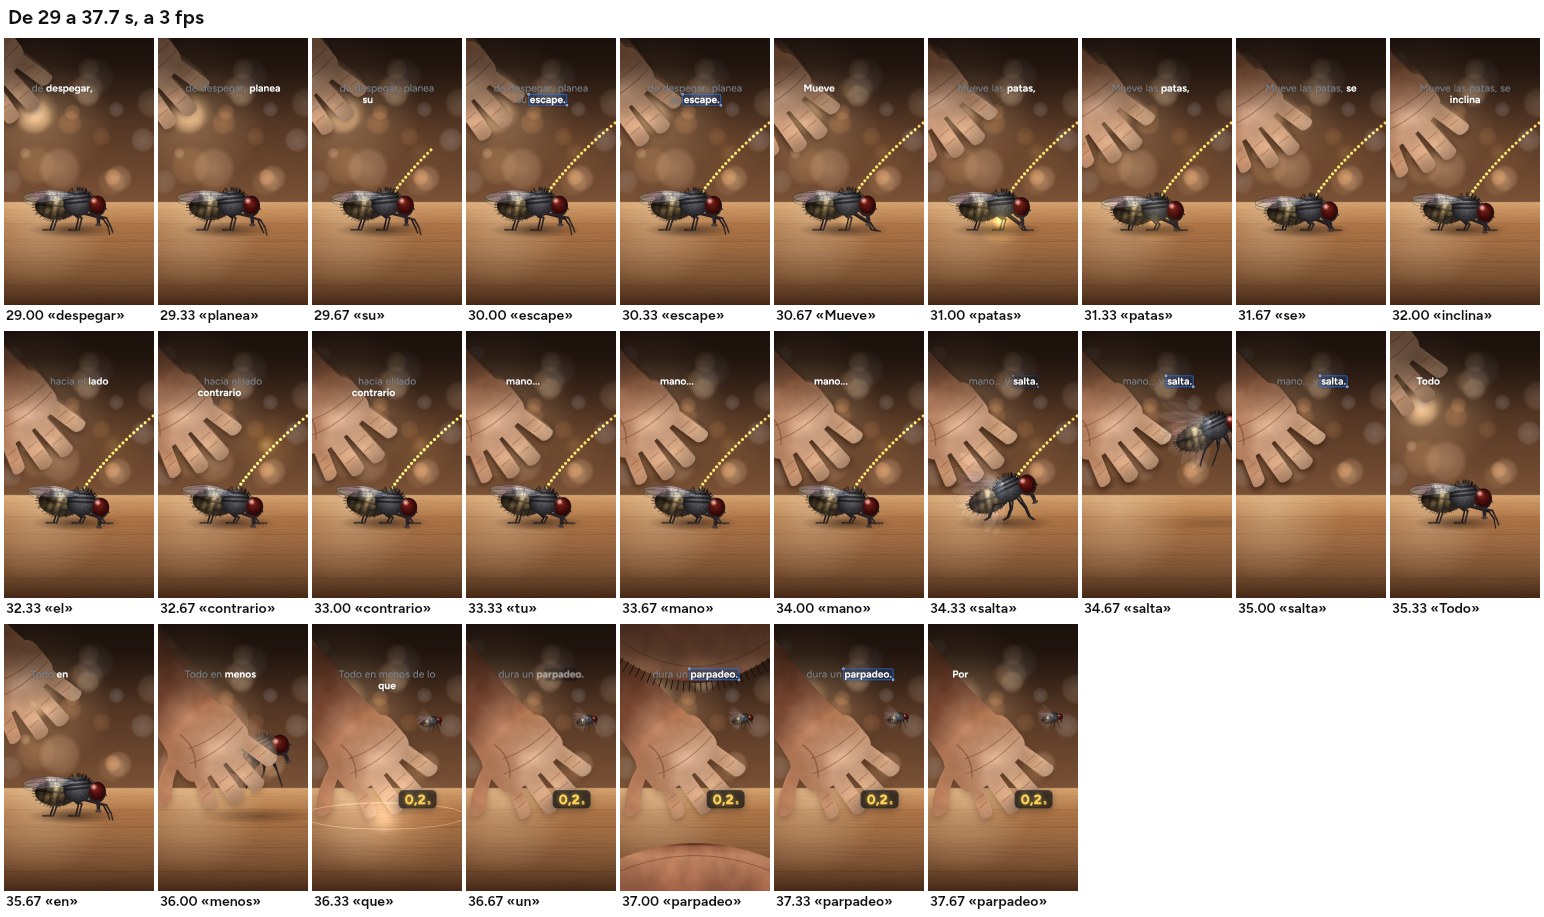 De 29 a 37.7 s, a 3 fps
de despegar,
de despegar, planea
de despegar, planea
su
de despegar, planea
su escape.
de despegar, planea
escape.
Mueve
Mueve las patas,
Mueve las patas,
Mueve las patas, se
Mueve las patas, se
inclina
29.00 «despegar»
29.33 «planea»
29.67 «su»
30.00 «escape»
30.33 «escape»
30.67 «Mueve»
31.00 «patas»
31.33 «patas»
31.67 «se»
32.00 «inclina»
hacia el lado
hacia el lado
contrario
hacia el lado
contrario
mano...
mano...
mano...
mano... y salta.
mano... y salta.
mano... y salta.
Todo
32.33 «el»
32.67 «contrario»
33.00 «contrario»
33.33 «tu»
33.67 «mano»
34.00 «mano»
34.33 «salta»
34.67 «salta»
35.00 «salta»
35.33 «Todo»
Todo en
Todo en menos
Todo en menos de lo
que
dura un parpadeo.
dura un parpadeo.
dura un parpadeo.
Por
0,2s
0,2s
0,2s
0,2s
0,2s
35.67 «en»
36.00 «menos»
36.33 «que»
36.67 «un»
37.00 «parpadeo»
37.33 «parpadeo»
37.67 «parpadeo»